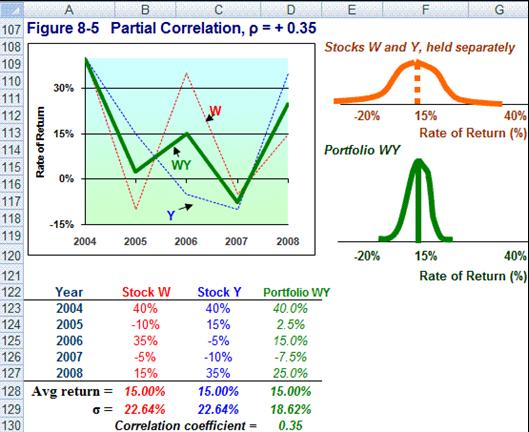 A B C D E F G
107 Figure 8-5 Partial Correlation, ρ = + 0.35
108 Stocks W and Y, held separately
109
110 30%
111 -20% 15% 40%
112 W
113 15% Rate of Return (%)
114 WY Portfolio WY
115
Rate of Return
116 0%
117
118 Y
119 -15%
2004 2005 2006 2007 2008
120 -20% 15% 40%
121 Rate of Return (%)
122 Year Stock W Stock Y Portfolio WY
123 2004 40% 40% 40.0%
124 2005 -10% 15% 2.5%
125 2006 35% -5% 15.0%
126 2007 -5% -10% -7.5%
127 2008 15% 35% 25.0%
128 Avg return = 15.00% 15.00% 15.00%
129 σ = 22.64% 22.64% 18.62%
130 Correlation coefficient = 0.35